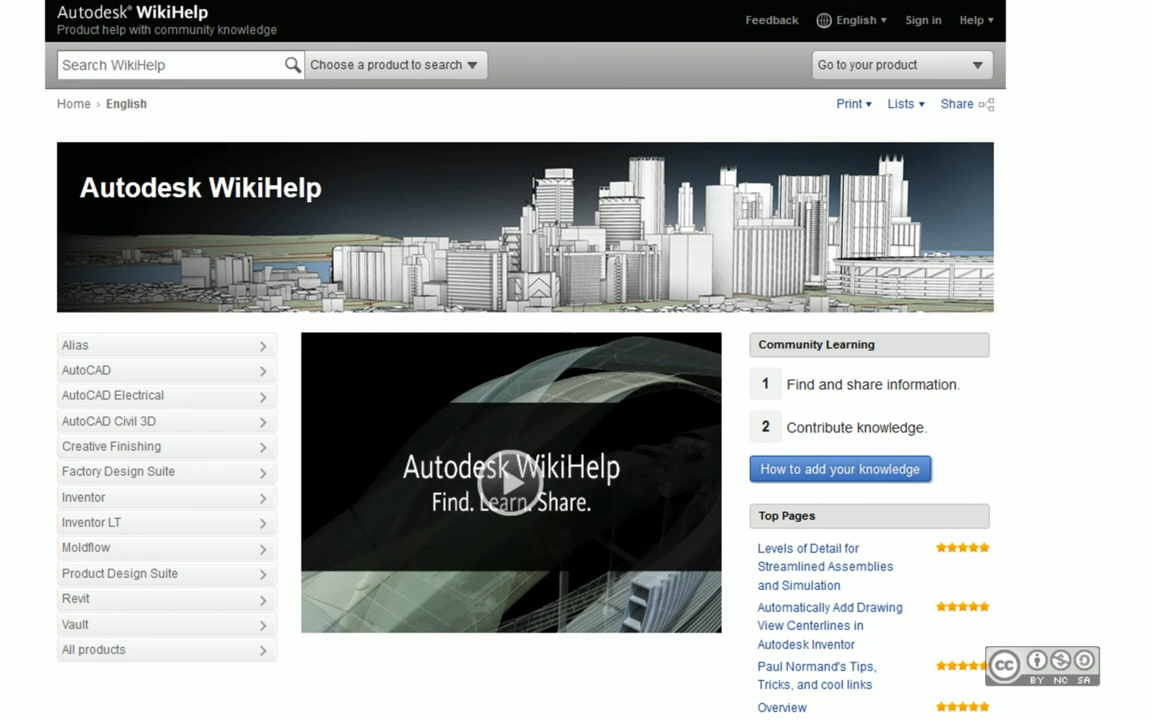 Autodesk® WikiHelp
Product help with community knowledge
Feedback
English
Sign in
Help
Search WikiHelp
Choose a product to search
Go to your product
Home › English
Print
Lists
Share
Autodesk WikiHelp
Alias
AutoCAD
AutoCAD Electrical
AutoCAD Civil 3D
Creative Finishing
Factory Design Suite
Inventor
Inventor LT
Moldflow
Product Design Suite
Revit
Vault
All products
Autodesk WikiHelp
Find. Learn. Share.
Community Learning
1 Find and share information.
2 Contribute knowledge.
How to add your knowledge
Top Pages
Levels of Detail for
Streamlined Assemblies
and Simulation
Automatically Add Drawing
View Centerlines in
Autodesk Inventor
Paul Normand's Tips,
Tricks, and cool links
Overview
cc
BY NC SA